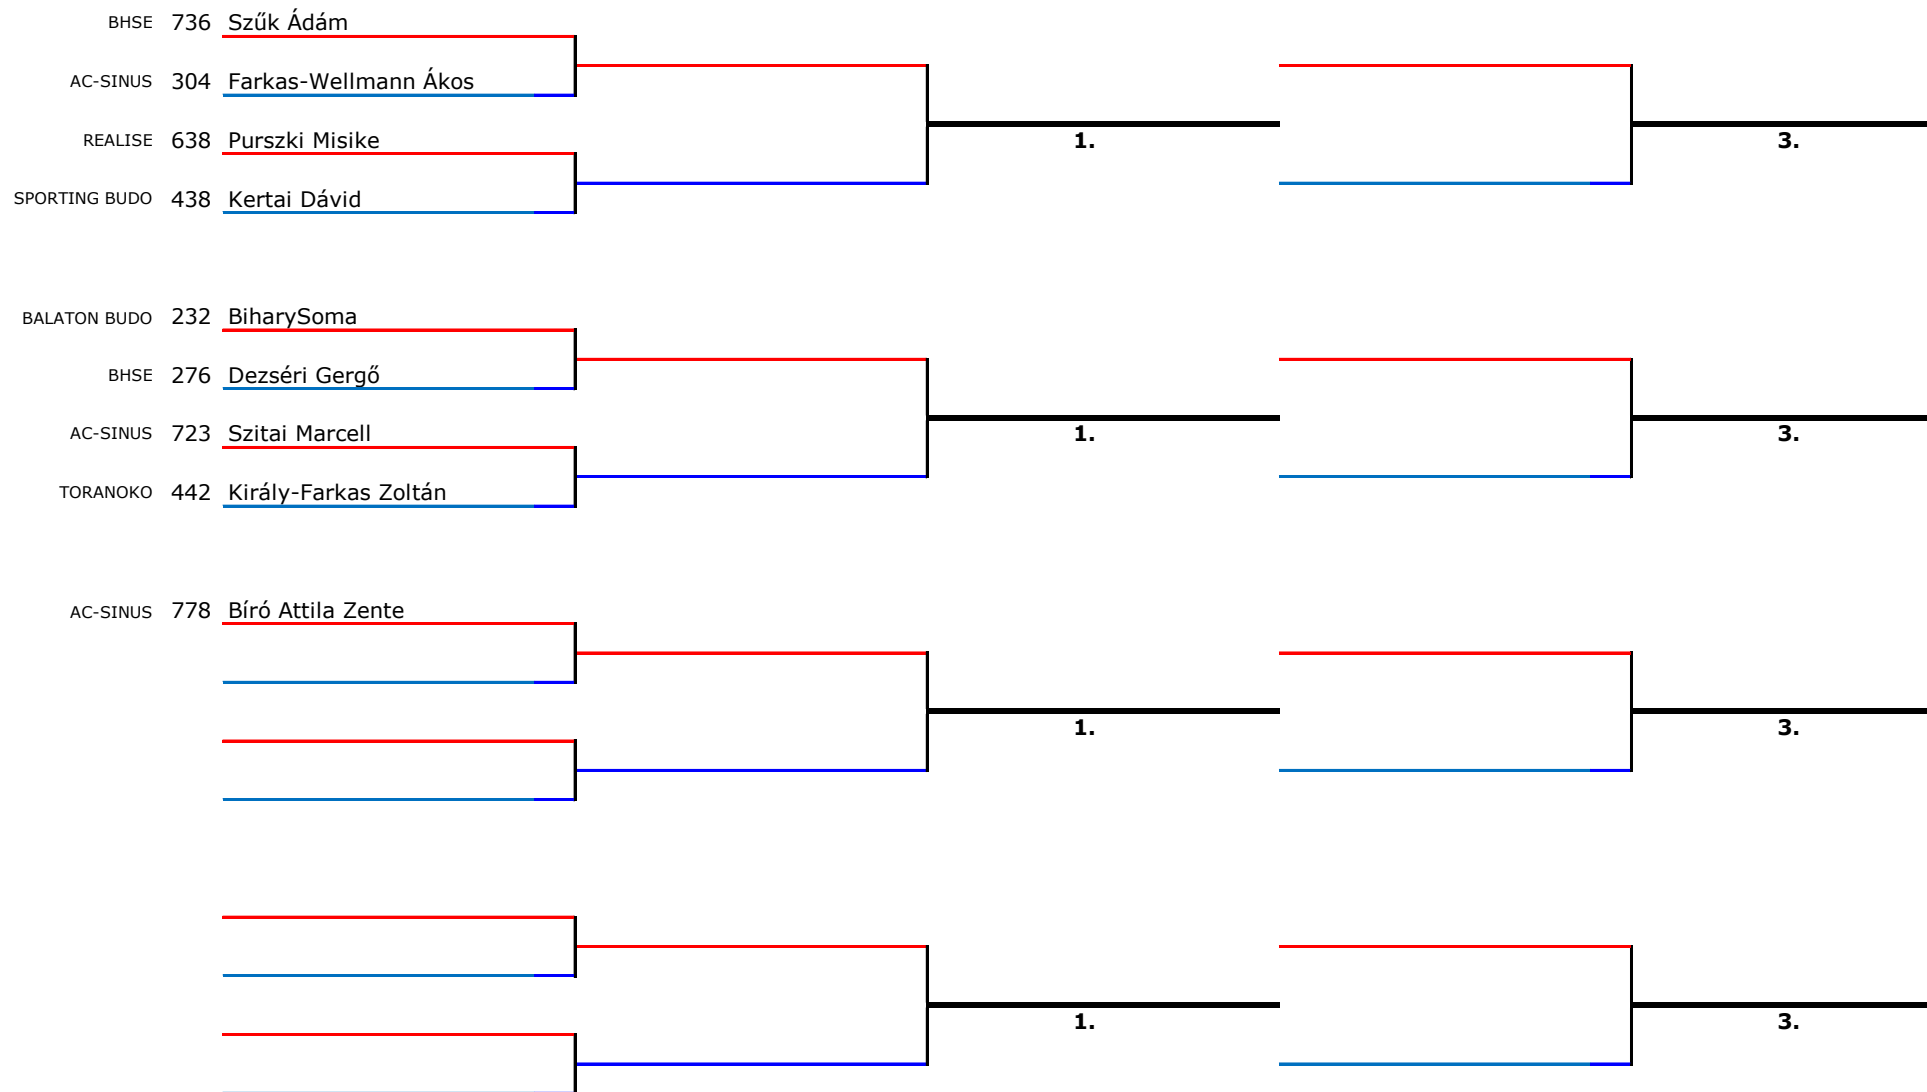 BHSE 736 Szűk Ádám
AC-SINUS 304 Farkas-Wellmann Ákos
REALISE 638 Purszki Misike
1. 3.
SPORTING BUDO 438 Kertai Dávid
BALATON BUDO 232 BiharySoma
BHSE 276 Dezséri Gergő
AC-SINUS 723 Szitai Marcell
1. 3.
TORANOKO 442 Király-Farkas Zoltán
AC-SINUS 778 Bíró Attila Zente
1. 3.
1. 3.